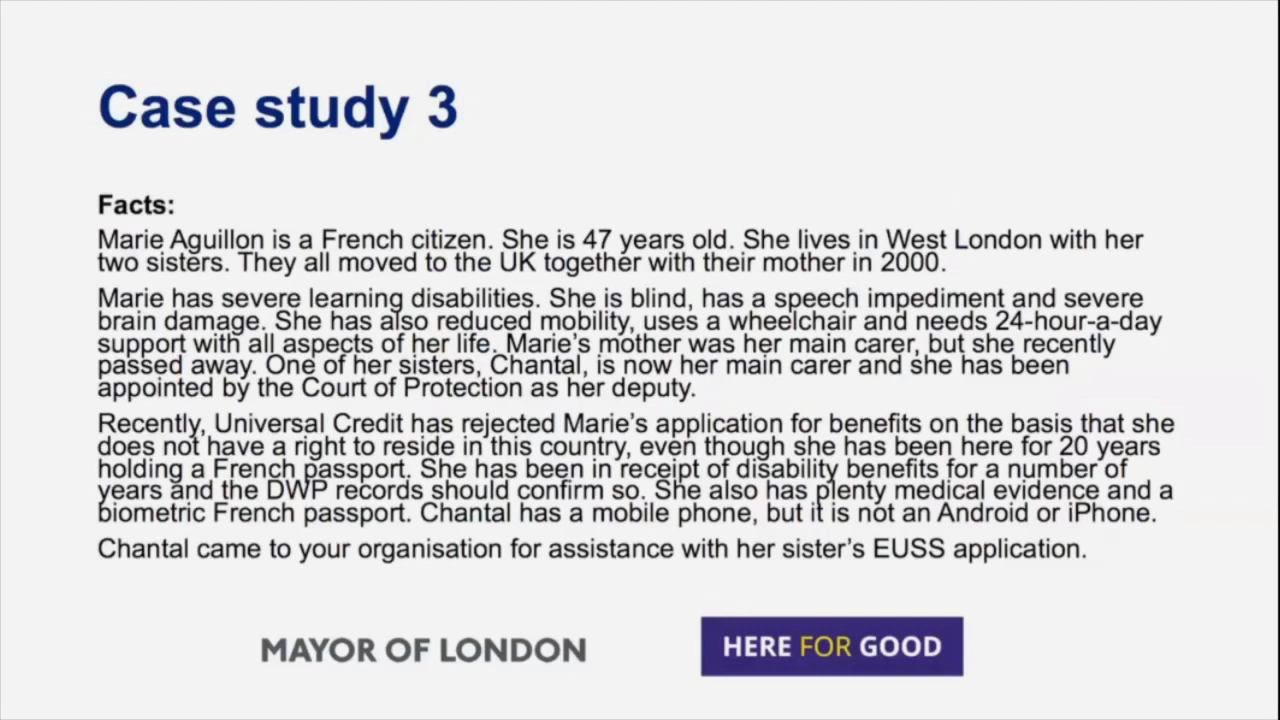 Case study 3
Facts:
Marie Aguillon is a French citizen. She is 47 years old. She lives in West London with her
two sisters. They all moved to the UK together with their mother in 2000.
Marie has severe learning disabilities. She is blind, has a speech impediment and severe
brain damage. She has also reduced mobility, uses a wheelchair and needs 24-hour-a-day
support with all aspects of her life. Marie's mother was her main carer, but she recently
passed away. One of her sisters, Chantal, is now her main carer and she has been
appointed by the Court of Protection as her deputy.
Recently, Universal Credit has rejected Marie's application for benefits on the basis that she
does not have a right to reside in this country, even though she has been here for 20 years
holding a French passport. She has been in receipt of disability benefits for a number of
years and the DWP records should confirm so. She also has plenty medical evidence and a
biometric French passport. Chantal has a mobile phone, but it is not an Android or iPhone.
Chantal came to your organisation for assistance with her sister's EUSS application.
MAYOR OF LONDON
HERE FOR GOOD